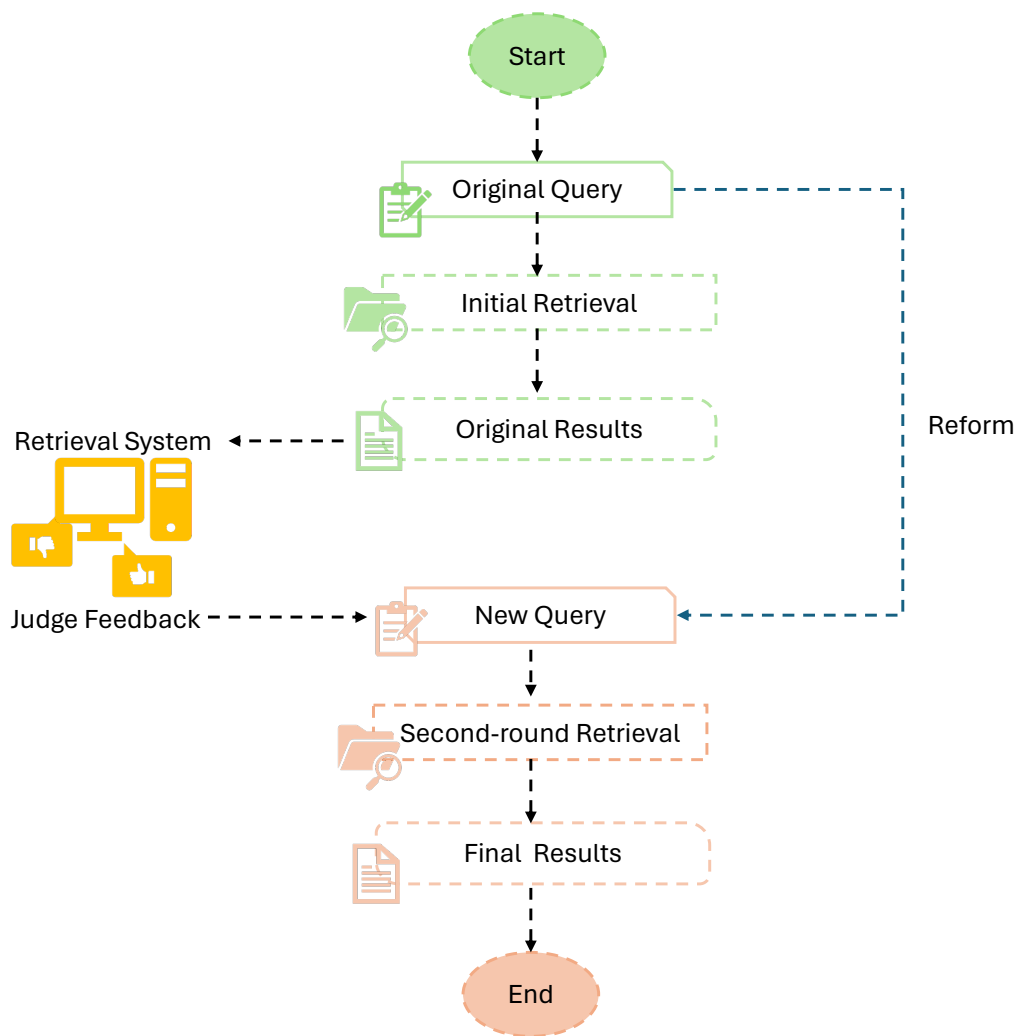 Start
Original Query
Initial Retrieval
Original Results
Reform
Retrieval System
Judge Feedback
New Query
Second-round Retrieval
Final Results
End